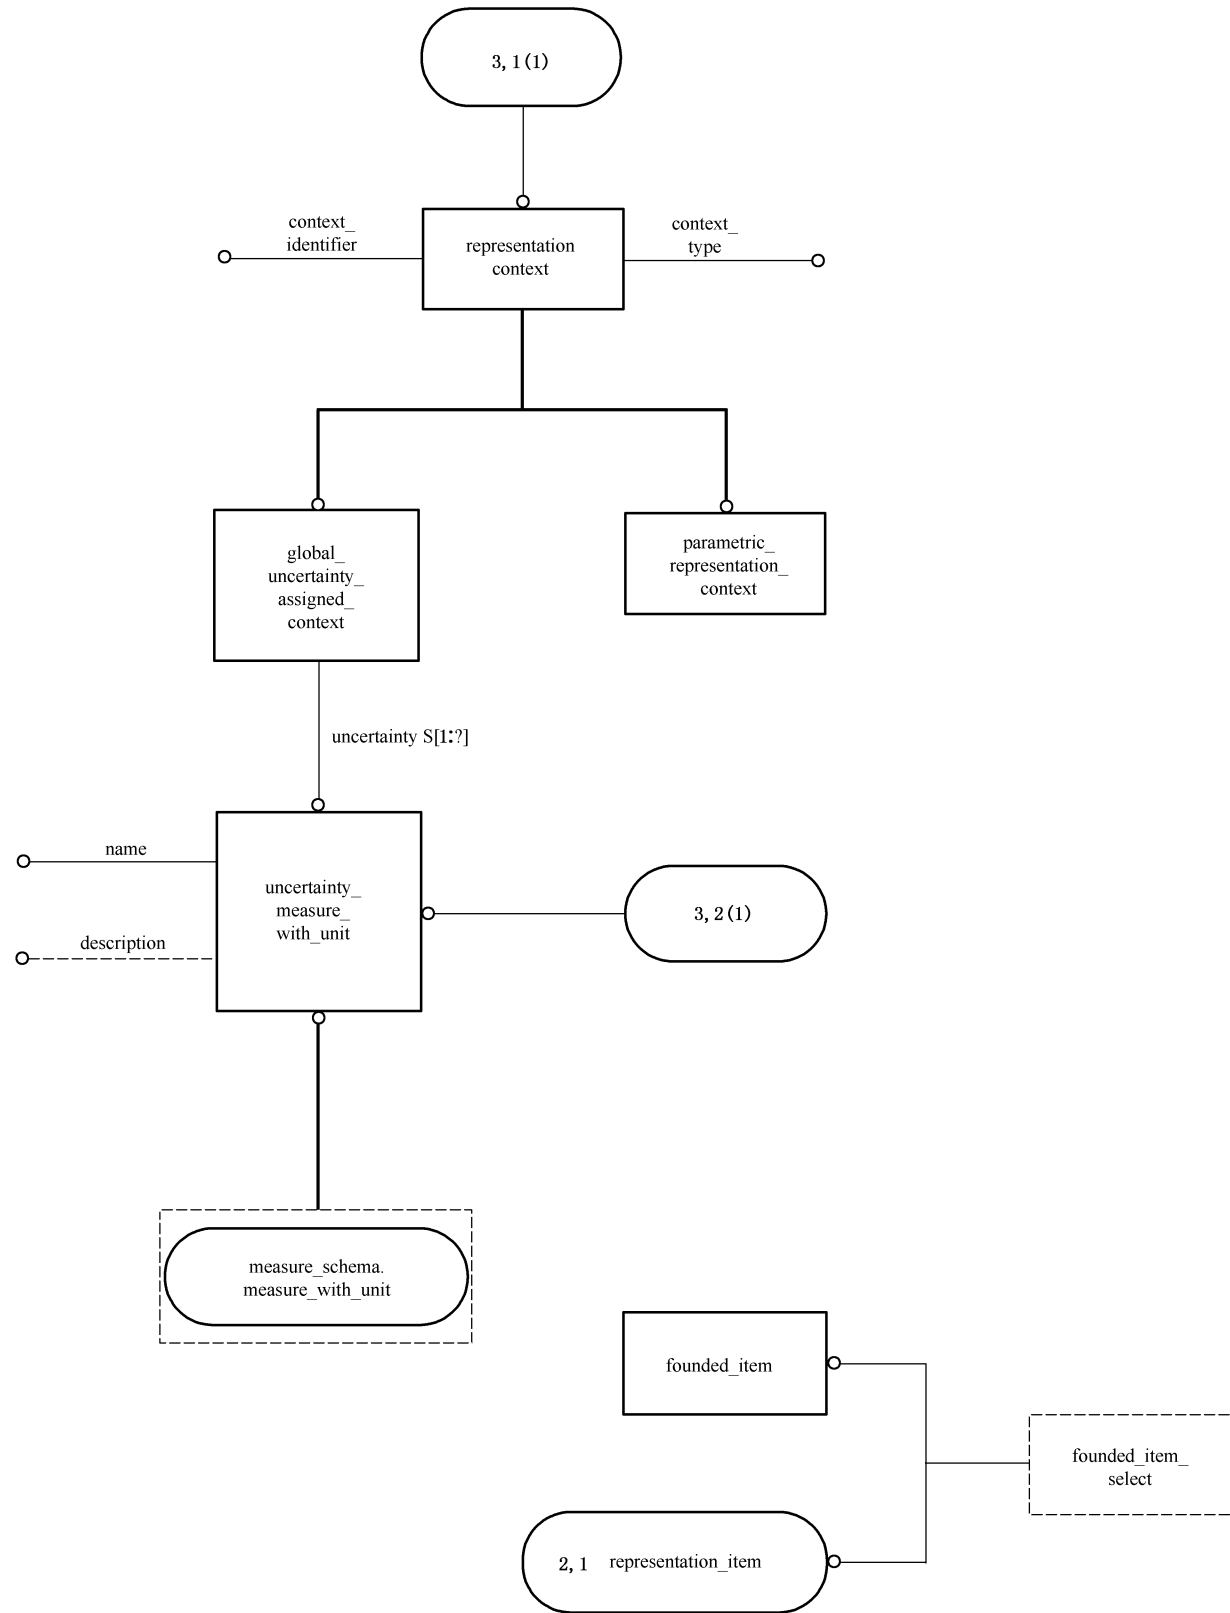 3,1(1)
context_
identifier
representation
context
context_
type
global_
uncertainty_
assigned_
context
parametric_
representation_
context
uncertainty S[1:?]
name
description
uncertainty_
measure_
with_unit
3,2(1)
measure_schema.
measure_with_unit
founded_item
founded_item_
select
2,1 representation_item